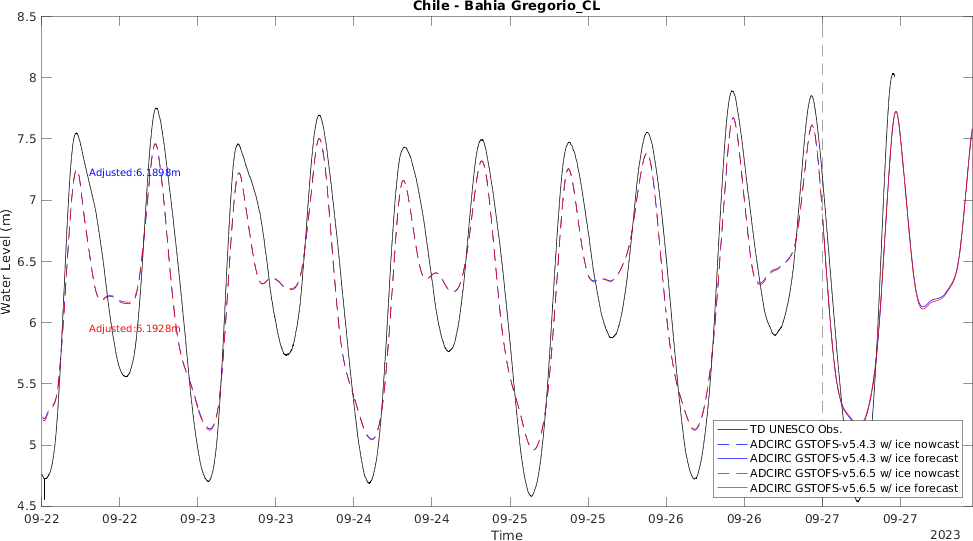 Chile - Bahia Gregorio_CL
8.5
8
7.5
7
6.5
6
5.5
5
4.5
Water Level (m)
Adjusted:6.1898m
Adjusted:6.1928m
TD UNESCO Obs.
ADCIRC GSTOFS-v5.4.3 w/ ice nowcast
ADCIRC GSTOFS-v5.4.3 w/ ice forecast
ADCIRC GSTOFS-v5.6.5 w/ ice nowcast
ADCIRC GSTOFS-v5.6.5 w/ ice forecast
09-22 09-22 09-23 09-23 09-24 09-24 09-25 09-25 09-26 09-26 09-27 09-27
Time
2023